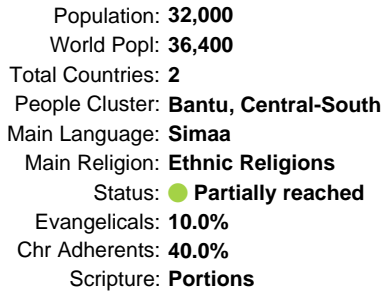 Population: 32,000
World Popl: 36,400
Total Countries: 2
People Cluster: Bantu, Central-South
Main Language: Simaa
Main Religion: Ethnic Religions
Status: Partially reached
Evangelicals: 10.0%
Chr Adherents: 40.0%
Scripture: Portions